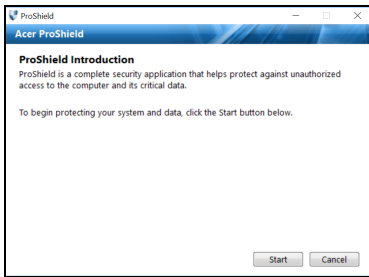 ProShield
Acer ProShield
ProShield Introduction
ProShield is a complete security application that helps protect against unauthorized
access to the computer and its critical data.
To begin protecting your system and data, click the Start button below.
Start Cancel